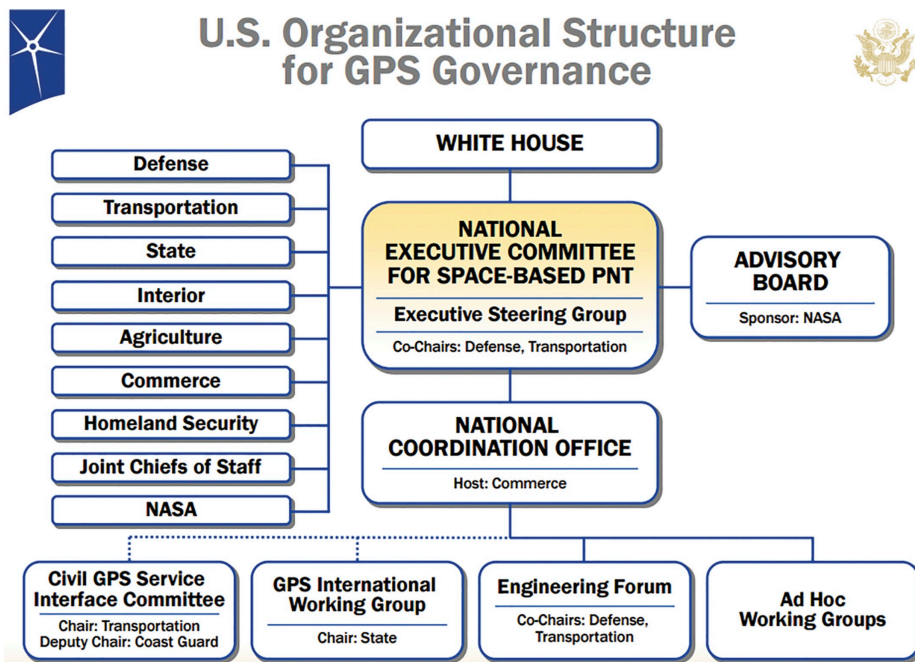 U.S. Organizational Structure
for GPS Governance
WHITE HOUSE
Defense
Transportation
State
Interior
Agriculture
Commerce
Homeland Security
Joint Chiefs of Staff
NASA
NATIONAL
EXECUTIVE COMMITTEE
FOR SPACE-BASED PNT
Executive Steering Group
Co-Chairs: Defense, Transportation
ADVISORY
BOARD
Sponsor: NASA
NATIONAL
COORDINATION OFFICE
Host: Commerce
Civil GPS Service
Interface Committee
Chair: Transportation
Deputy Chair: Coast Guard
GPS International
Working Group
Chair: State
Engineering Forum
Co-Chairs: Defense,
Transportation
Ad Hoc
Working Groups